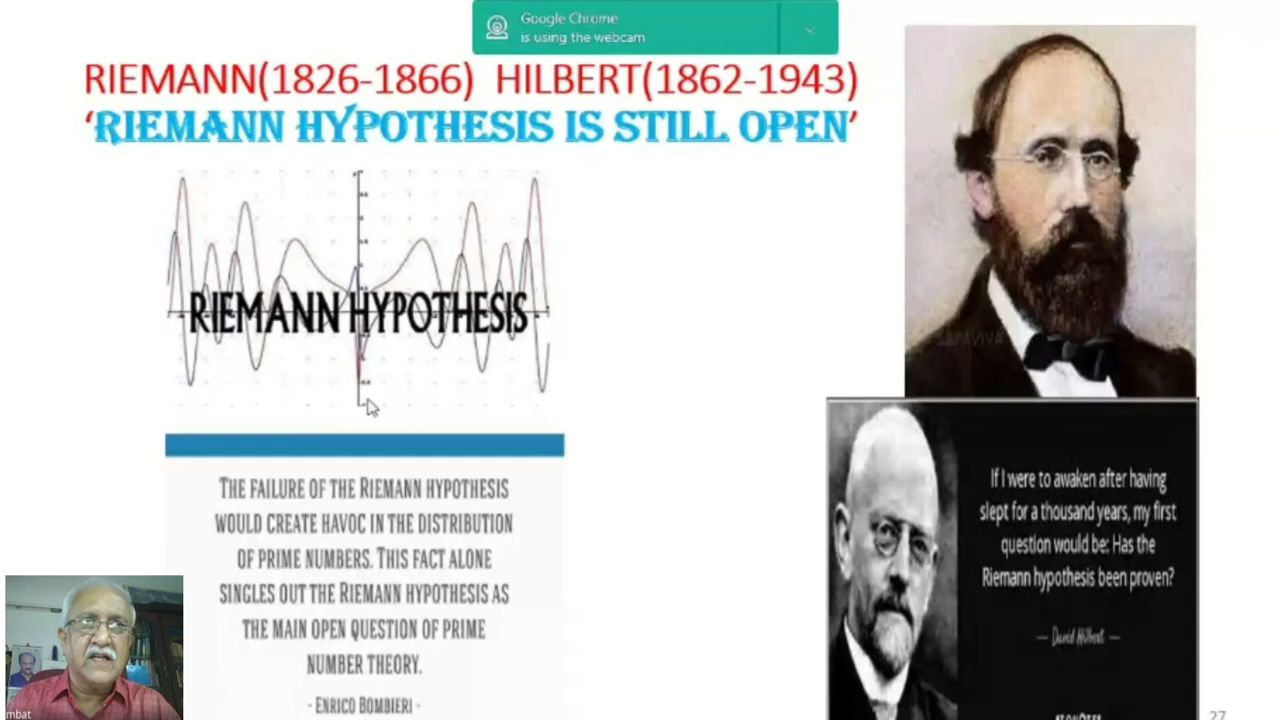 Google Chrome
is using the webcam
RIEMANN(1826-1866) HILBERT(1862-1943)
‘RIEMANN HYPOTHESIS IS STILL OPEN’
RIEMANN HYPOTHESIS
THE FAILURE OF THE RIEMANN HYPOTHESIS
WOULD CREATE HAVOC IN THE DISTRIBUTION
OF PRIME NUMBERS. THIS FACT ALONE
SINGLES OUT THE RIEMANN HYPOTHESIS AS
THE MAIN OPEN QUESTION OF PRIME
NUMBER THEORY.
- ENRICO BOMBIERI -
If I were to awaken after having
slept for a thousand years, my first
question would be: Has the
Riemann hypothesis been proven?
— David Hilbert —
mbat
27